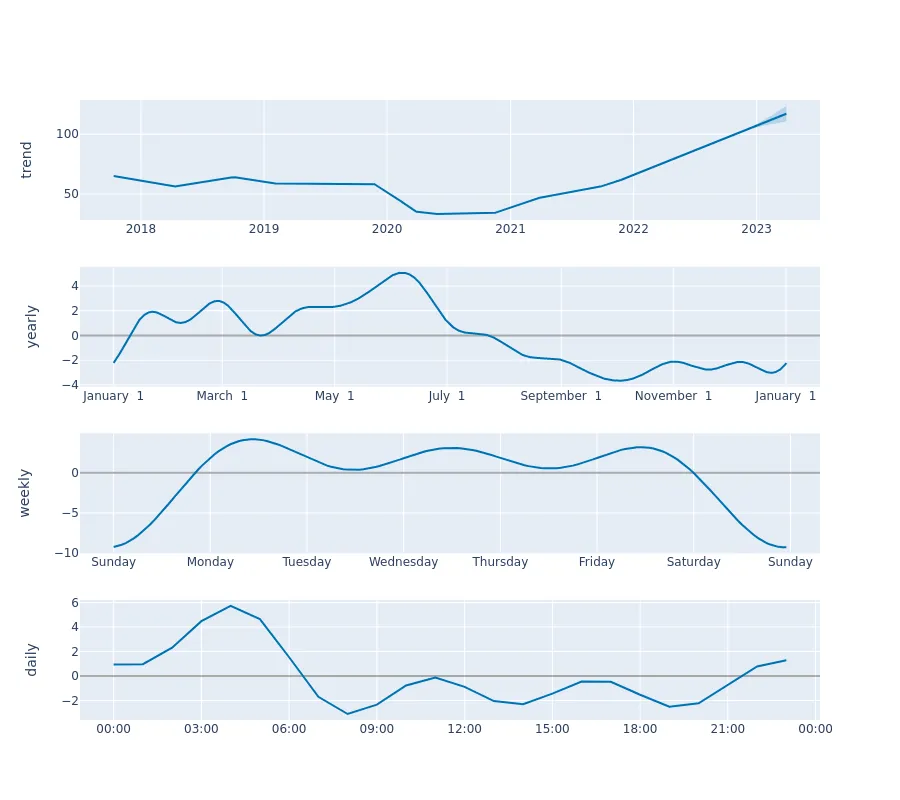 trend
100
50
2018 2019 2020 2021 2022 2023
yearly
4
2
0
−2
−4
January 1 March 1 May 1 July 1 September 1 November 1 January 1
weekly
0
−5
−10
Sunday Monday Tuesday Wednesday Thursday Friday Saturday Sunday
daily
6
4
2
0
−2
00:00 03:00 06:00 09:00 12:00 15:00 18:00 21:00 00:00